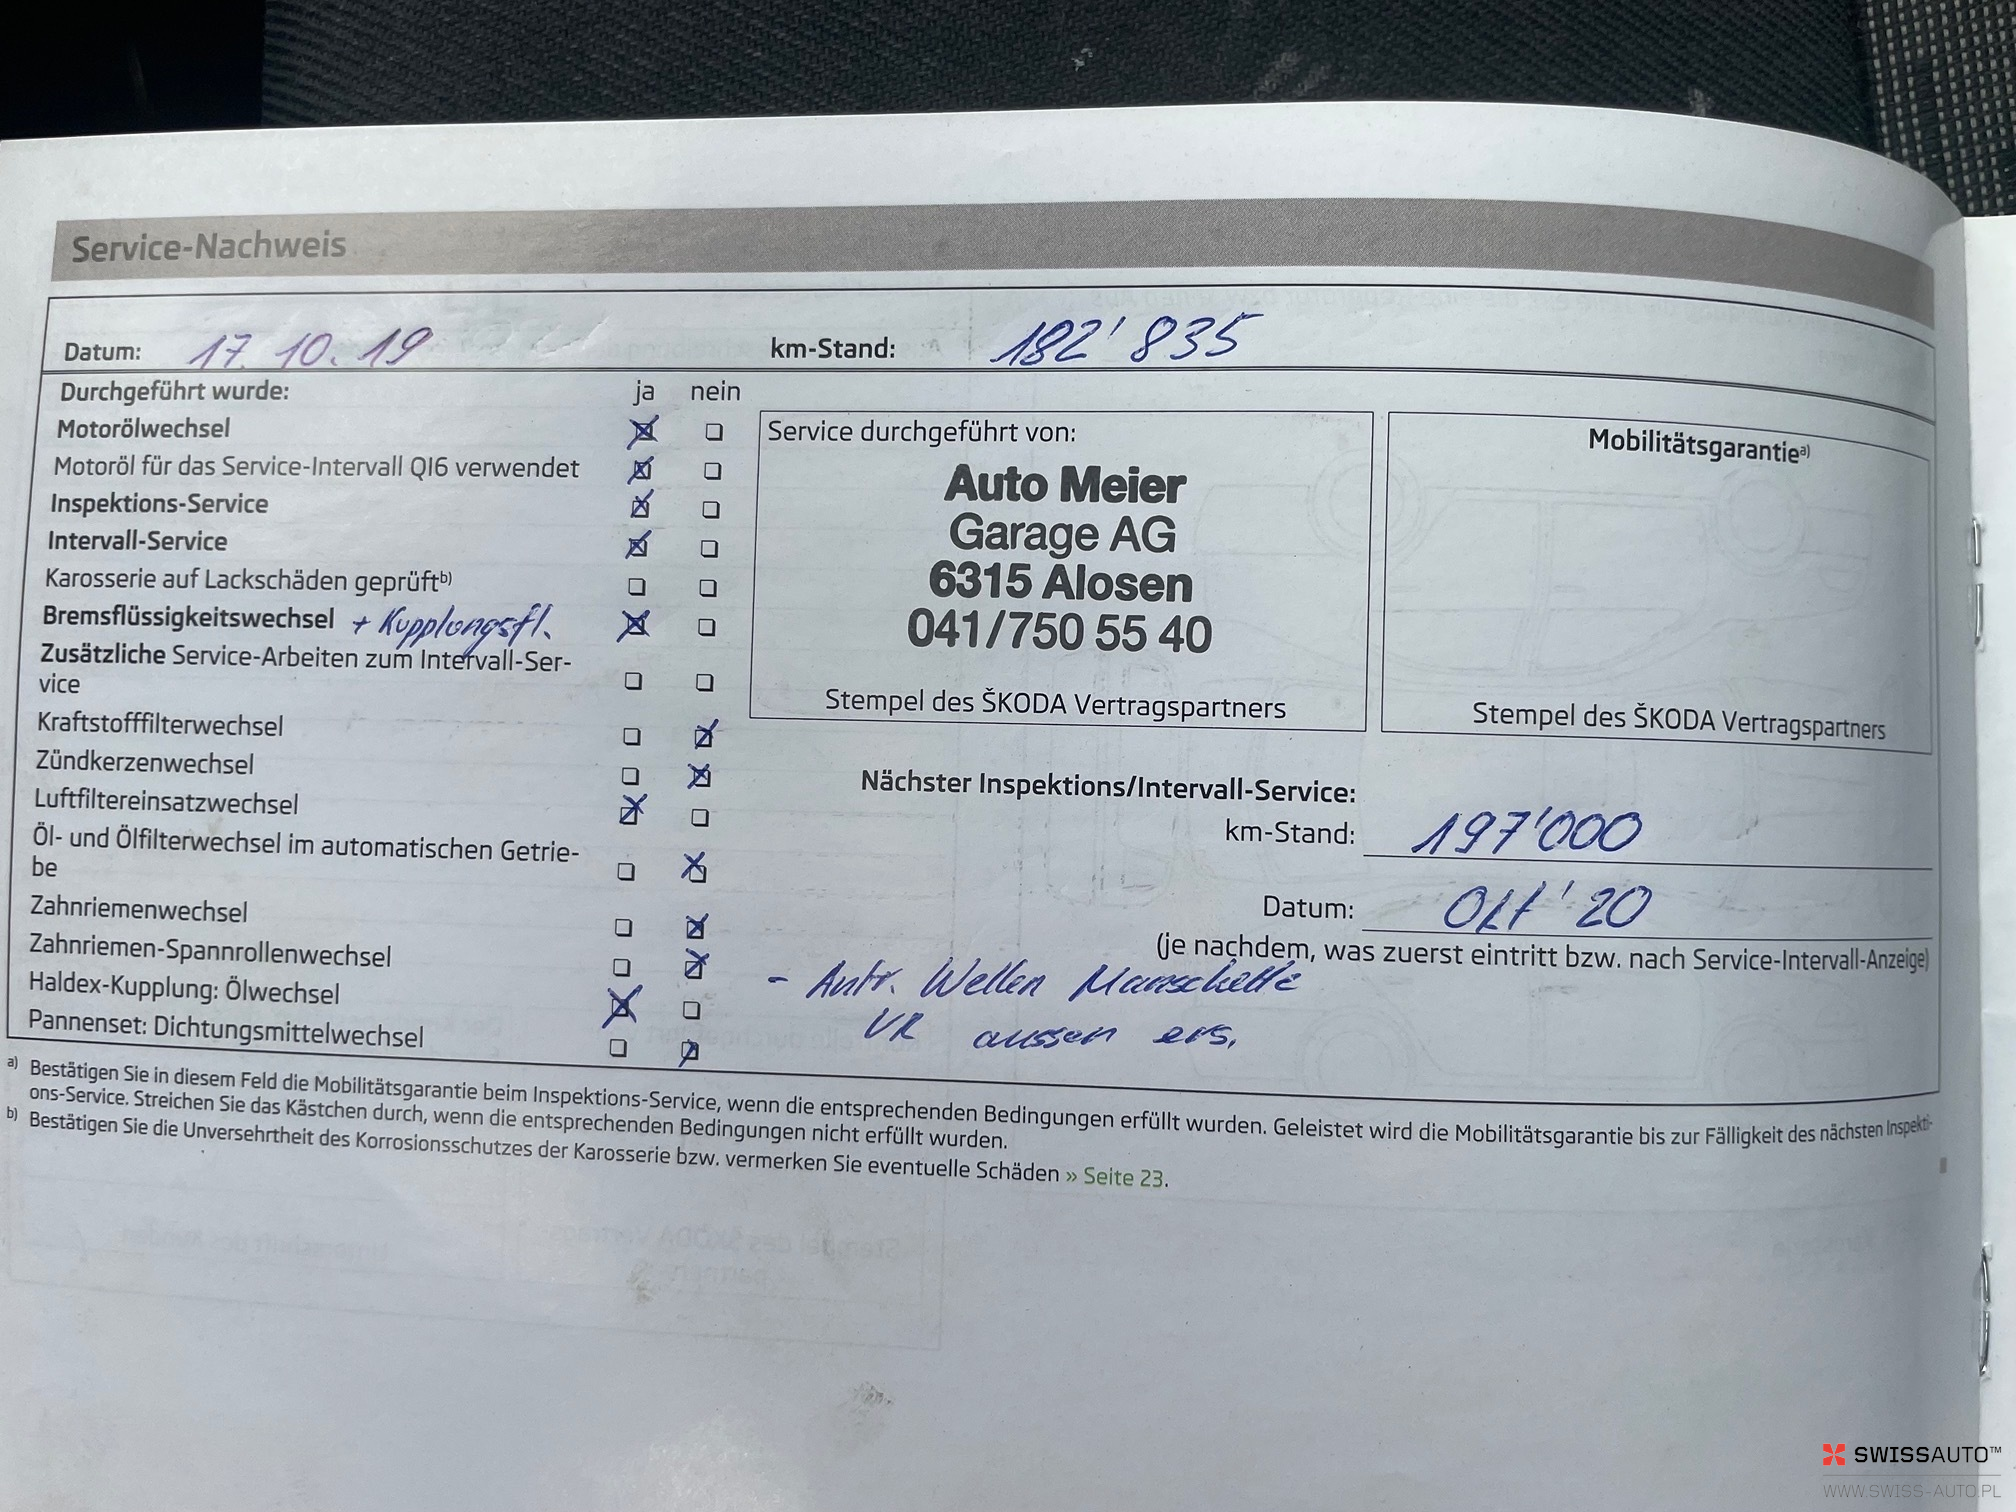 Service-Nachweis
Datum: 17.10.19 km-Stand: 182'835
Durchgeführt wurde: ja nein
Motorölwechsel
Motoröl für das Service-Intervall QI6 verwendet
Inspektions-Service
Intervall-Service
Karosserie auf Lackschäden geprüft b)
Bremsflüssigkeitswechsel + Kupplungsfl.
Zusätzliche Service-Arbeiten zum Intervall-Ser-
vice
Kraftstofffilterwechsel
Zündkerzenwechsel
Luftfiltereinsatzwechsel
Öl- und Ölfilterwechsel im automatischen Getrie-
be
Zahnriemenwechsel
Zahnriemen-Spannrollenwechsel
Haldex-Kupplung: Ölwechsel
Pannenset: Dichtungsmittelwechsel
Service durchgeführt von:
Auto Meier
Garage AG
6315 Alosen
041/750 55 40
Stempel des ŠKODA Vertragspartners
Mobilitätsgarantie a)
Stempel des ŠKODA Vertragspartners
Nächster Inspektions/Intervall-Service:
km-Stand: 197'000
Datum: Okt'20
(je nachdem, was zuerst eintritt bzw. nach Service-Intervall-Anzeige)
- Antr. Wellen Manschette
VR aussen ers.
a) Bestätigen Sie in diesem Feld die Mobilitätsgarantie beim Inspektions-Service, wenn die entsprechenden Bedingungen erfüllt wurden. Geleistet wird die Mobilitätsgarantie bis zur Fälligkeit des nächsten Inspekti-
ons-Service. Streichen Sie das Kästchen durch, wenn die entsprechenden Bedingungen nicht erfüllt wurden.
b) Bestätigen Sie die Unversehrtheit des Korrosionsschutzes der Karosserie bzw. vermerken Sie eventuelle Schäden » Seite 23.
SWISSAUTO™
WWW.SWISS-AUTO.PL